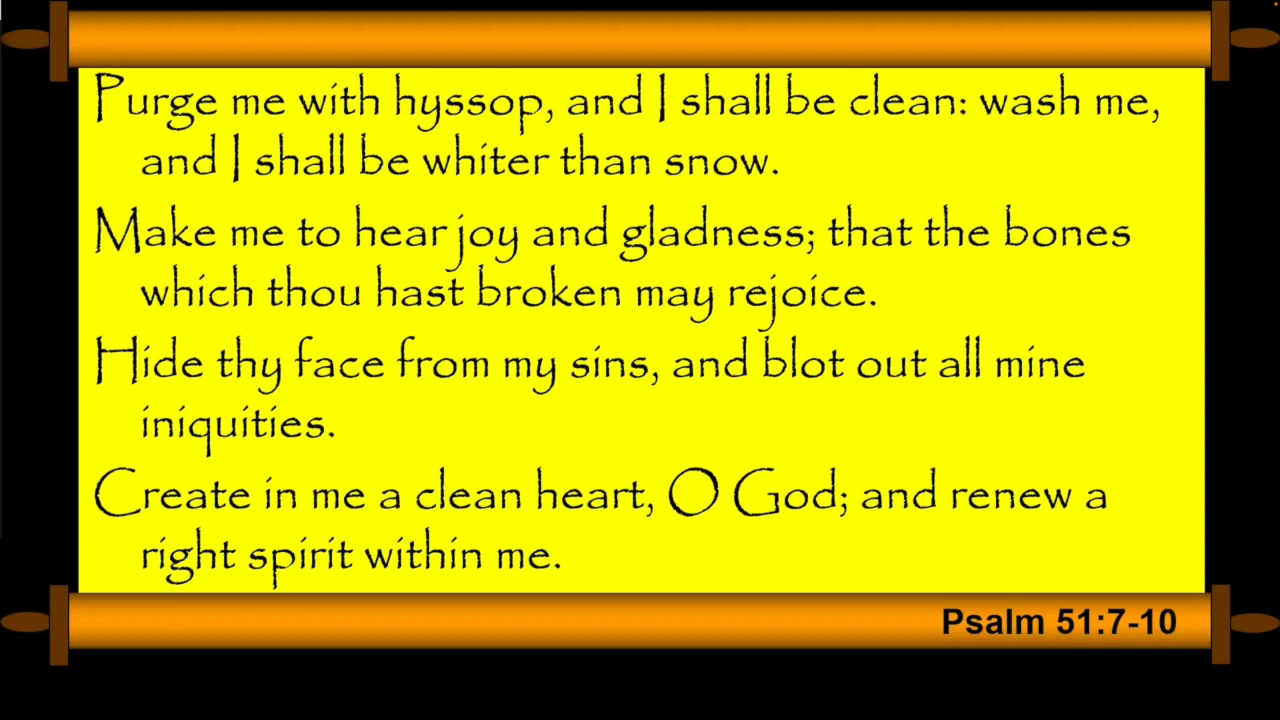 Purge me with hyssop, and I shall be clean: wash me,
and I shall be whiter than snow.
Make me to hear joy and gladness; that the bones
which thou hast broken may rejoice.
Hide thy face from my sins, and blot out all mine
iniquities.
Create in me a clean heart, O God; and renew a
right spirit within me.
Psalm 51:7-10